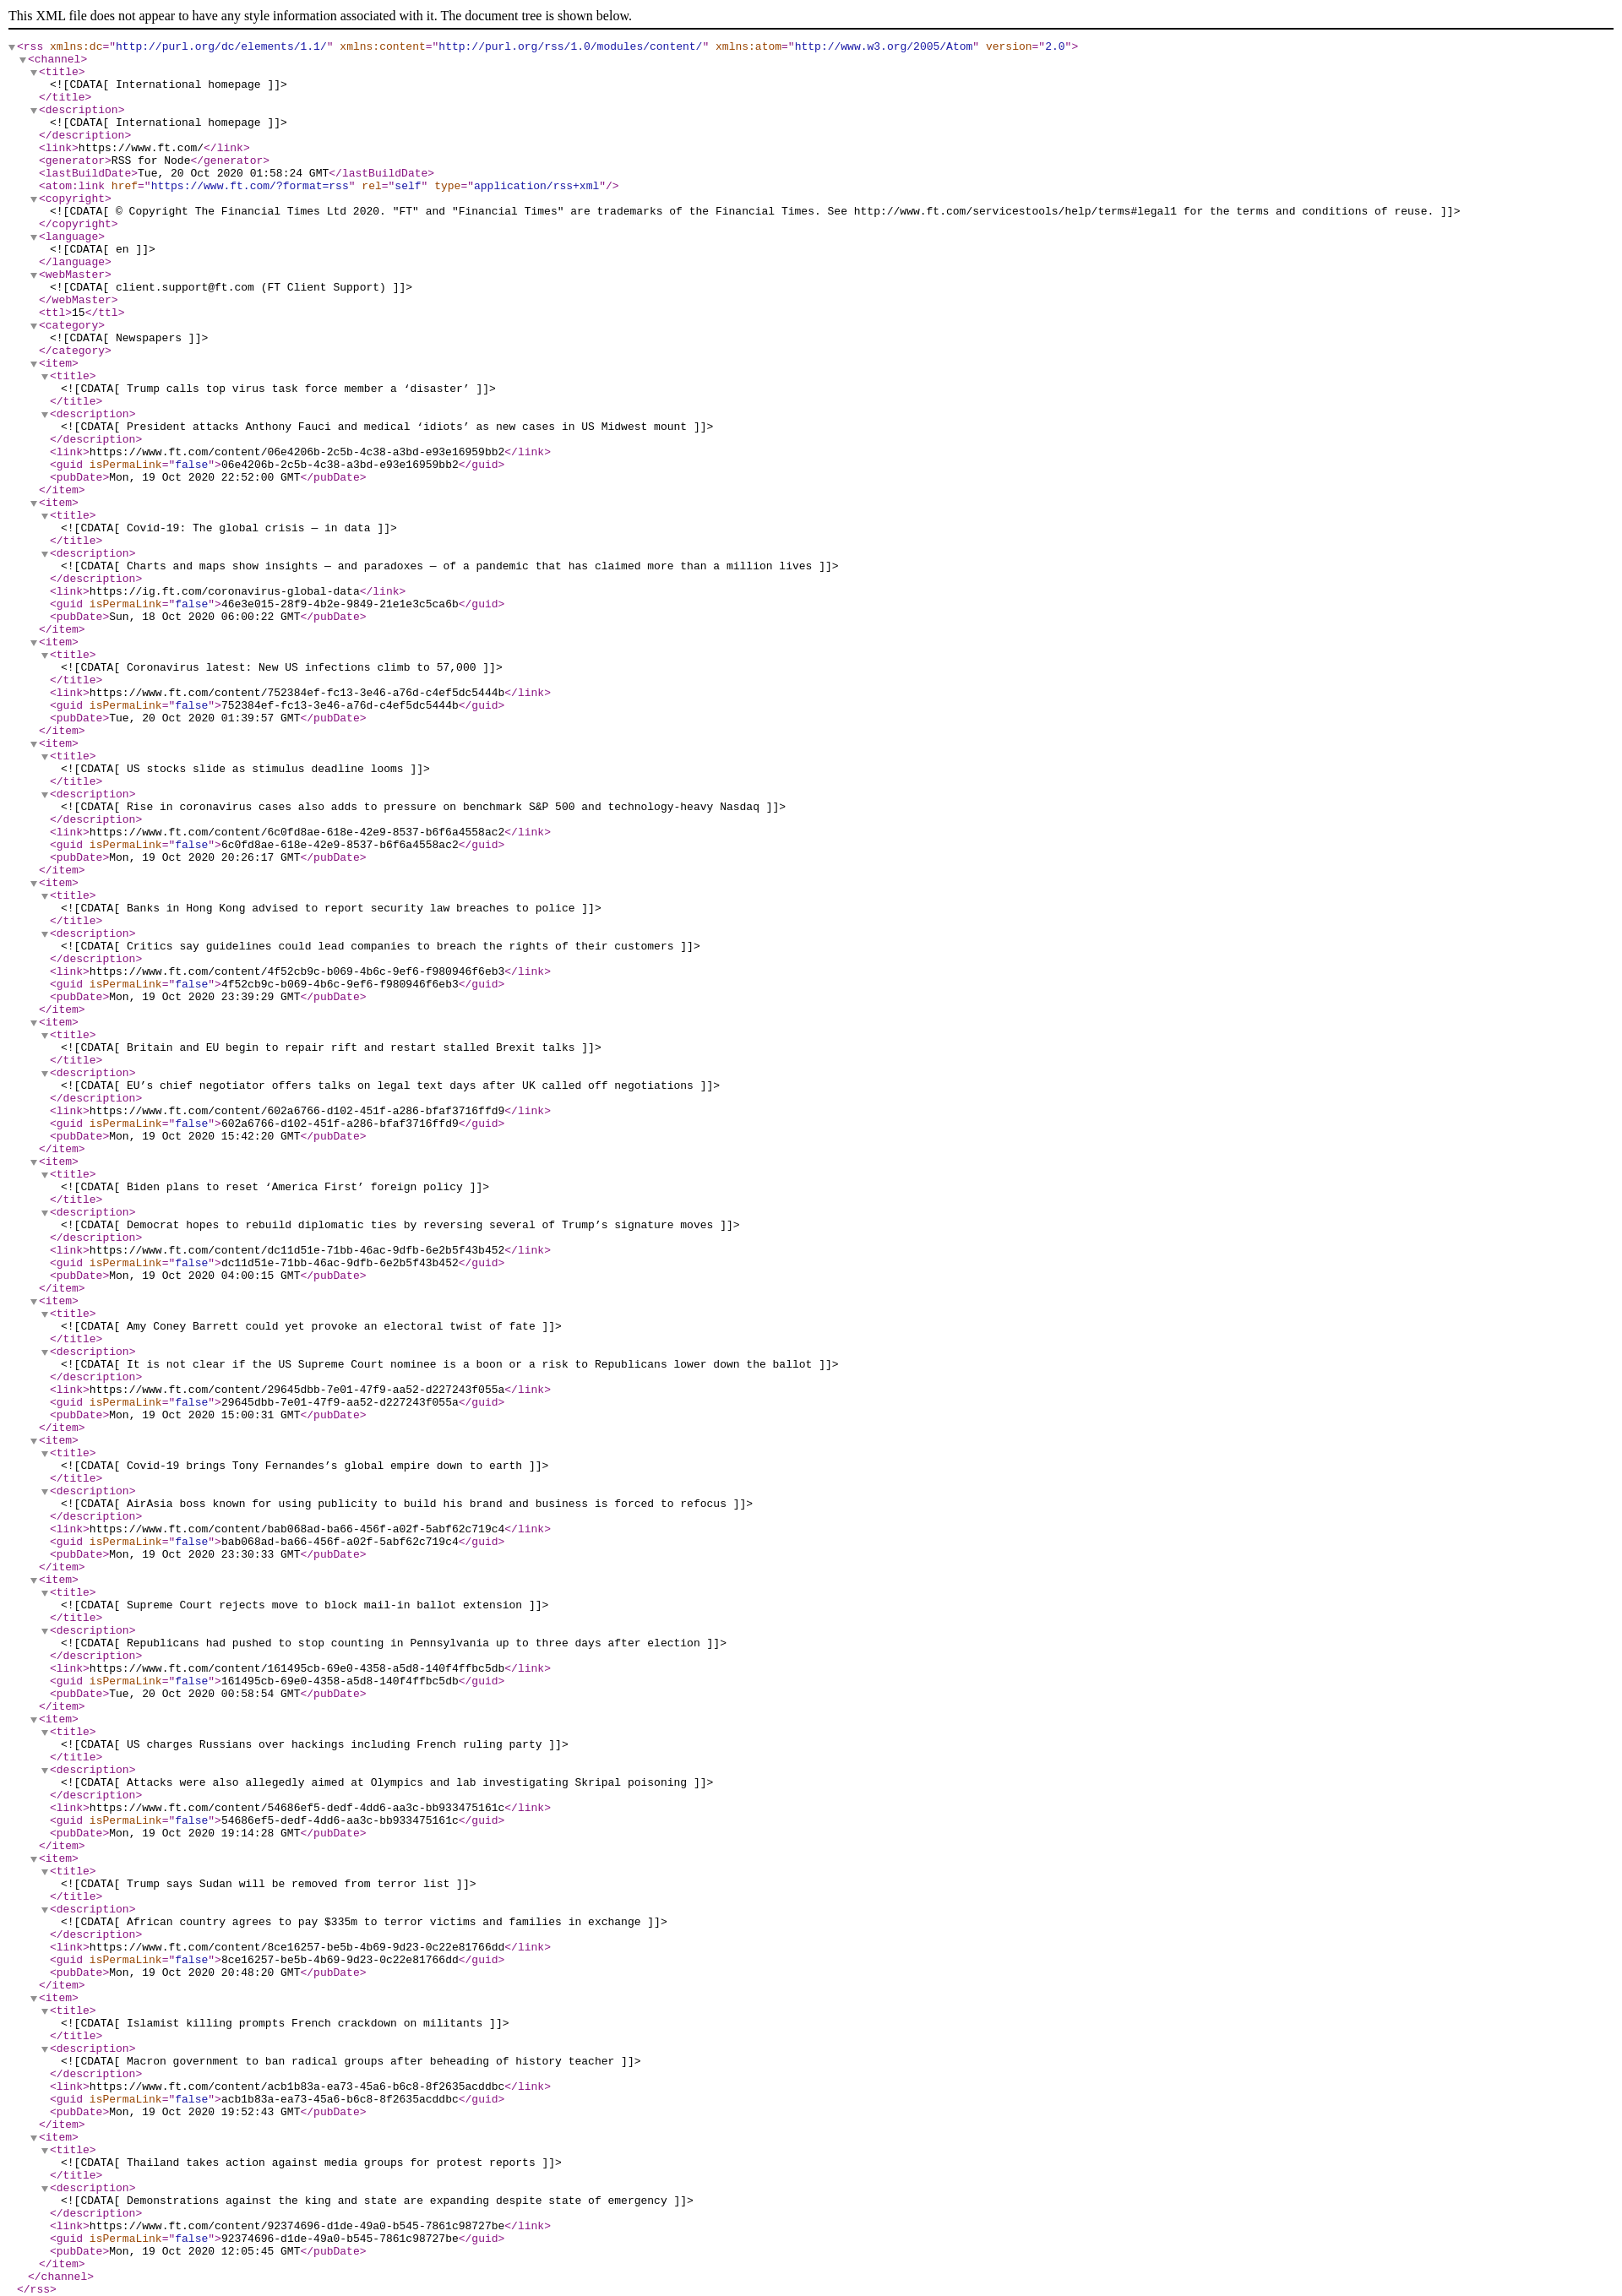 This XML file does not appear to have any style information associated with it. The document tree is shown below.
<rss xmlns:dc="http://purl.org/dc/elements/1.1/" xmlns:content="http://purl.org/rss/1.0/modules/content/" xmlns:atom="http://www.w3.org/2005/Atom" version="2.0">
<channel>
<title>
<![CDATA[ International homepage ]]>
</title>
<description>
<![CDATA[ International homepage ]]>
</description>
<link>https://www.ft.com/</link>
<generator>RSS for Node</generator>
<lastBuildDate>Tue, 20 Oct 2020 01:58:24 GMT</lastBuildDate>
<atom:link href="https://www.ft.com/?format=rss" rel="self" type="application/rss+xml"/>
<copyright>
<![CDATA[ © Copyright The Financial Times Ltd 2020. "FT" and "Financial Times" are trademarks of the Financial Times. See http://www.ft.com/servicestools/help/terms#legal1 for the terms and conditions of reuse. ]]>
</copyright>
<language>
<![CDATA[ en ]]>
</language>
<webMaster>
<![CDATA[ client.support@ft.com (FT Client Support) ]]>
</webMaster>
<ttl>15</ttl>
<category>
<![CDATA[ Newspapers ]]>
</category>
<item>
<title>
<![CDATA[ Trump calls top virus task force member a ‘disaster’ ]]>
</title>
<description>
<![CDATA[ President attacks Anthony Fauci and medical ‘idiots’ as new cases in US Midwest mount ]]>
</description>
<link>https://www.ft.com/content/06e4206b-2c5b-4c38-a3bd-e93e16959bb2</link>
<guid isPermaLink="false">06e4206b-2c5b-4c38-a3bd-e93e16959bb2</guid>
<pubDate>Mon, 19 Oct 2020 22:52:00 GMT</pubDate>
</item>
<item>
<title>
<![CDATA[ Covid-19: The global crisis — in data ]]>
</title>
<description>
<![CDATA[ Charts and maps show insights — and paradoxes — of a pandemic that has claimed more than a million lives ]]>
</description>
<link>https://ig.ft.com/coronavirus-global-data</link>
<guid isPermaLink="false">46e3e015-28f9-4b2e-9849-21e1e3c5ca6b</guid>
<pubDate>Sun, 18 Oct 2020 06:00:22 GMT</pubDate>
</item>
<item>
<title>
<![CDATA[ Coronavirus latest: New US infections climb to 57,000 ]]>
</title>
<link>https://www.ft.com/content/752384ef-fc13-3e46-a76d-c4ef5dc5444b</link>
<guid isPermaLink="false">752384ef-fc13-3e46-a76d-c4ef5dc5444b</guid>
<pubDate>Tue, 20 Oct 2020 01:39:57 GMT</pubDate>
</item>
<item>
<title>
<![CDATA[ US stocks slide as stimulus deadline looms ]]>
</title>
<description>
<![CDATA[ Rise in coronavirus cases also adds to pressure on benchmark S&P 500 and technology-heavy Nasdaq ]]>
</description>
<link>https://www.ft.com/content/6c0fd8ae-618e-42e9-8537-b6f6a4558ac2</link>
<guid isPermaLink="false">6c0fd8ae-618e-42e9-8537-b6f6a4558ac2</guid>
<pubDate>Mon, 19 Oct 2020 20:26:17 GMT</pubDate>
</item>
<item>
<title>
<![CDATA[ Banks in Hong Kong advised to report security law breaches to police ]]>
</title>
<description>
<![CDATA[ Critics say guidelines could lead companies to breach the rights of their customers ]]>
</description>
<link>https://www.ft.com/content/4f52cb9c-b069-4b6c-9ef6-f980946f6eb3</link>
<guid isPermaLink="false">4f52cb9c-b069-4b6c-9ef6-f980946f6eb3</guid>
<pubDate>Mon, 19 Oct 2020 23:39:29 GMT</pubDate>
</item>
<item>
<title>
<![CDATA[ Britain and EU begin to repair rift and restart stalled Brexit talks ]]>
</title>
<description>
<![CDATA[ EU’s chief negotiator offers talks on legal text days after UK called off negotiations ]]>
</description>
<link>https://www.ft.com/content/602a6766-d102-451f-a286-bfaf3716ffd9</link>
<guid isPermaLink="false">602a6766-d102-451f-a286-bfaf3716ffd9</guid>
<pubDate>Mon, 19 Oct 2020 15:42:20 GMT</pubDate>
</item>
<item>
<title>
<![CDATA[ Biden plans to reset ‘America First’ foreign policy ]]>
</title>
<description>
<![CDATA[ Democrat hopes to rebuild diplomatic ties by reversing several of Trump’s signature moves ]]>
</description>
<link>https://www.ft.com/content/dc11d51e-71bb-46ac-9dfb-6e2b5f43b452</link>
<guid isPermaLink="false">dc11d51e-71bb-46ac-9dfb-6e2b5f43b452</guid>
<pubDate>Mon, 19 Oct 2020 04:00:15 GMT</pubDate>
</item>
<item>
<title>
<![CDATA[ Amy Coney Barrett could yet provoke an electoral twist of fate ]]>
</title>
<description>
<![CDATA[ It is not clear if the US Supreme Court nominee is a boon or a risk to Republicans lower down the ballot ]]>
</description>
<link>https://www.ft.com/content/29645dbb-7e01-47f9-aa52-d227243f055a</link>
<guid isPermaLink="false">29645dbb-7e01-47f9-aa52-d227243f055a</guid>
<pubDate>Mon, 19 Oct 2020 15:00:31 GMT</pubDate>
</item>
<item>
<title>
<![CDATA[ Covid-19 brings Tony Fernandes’s global empire down to earth ]]>
</title>
<description>
<![CDATA[ AirAsia boss known for using publicity to build his brand and business is forced to refocus ]]>
</description>
<link>https://www.ft.com/content/bab068ad-ba66-456f-a02f-5abf62c719c4</link>
<guid isPermaLink="false">bab068ad-ba66-456f-a02f-5abf62c719c4</guid>
<pubDate>Mon, 19 Oct 2020 23:30:33 GMT</pubDate>
</item>
<item>
<title>
<![CDATA[ Supreme Court rejects move to block mail-in ballot extension ]]>
</title>
<description>
<![CDATA[ Republicans had pushed to stop counting in Pennsylvania up to three days after election ]]>
</description>
<link>https://www.ft.com/content/161495cb-69e0-4358-a5d8-140f4ffbc5db</link>
<guid isPermaLink="false">161495cb-69e0-4358-a5d8-140f4ffbc5db</guid>
<pubDate>Tue, 20 Oct 2020 00:58:54 GMT</pubDate>
</item>
<item>
<title>
<![CDATA[ US charges Russians over hackings including French ruling party ]]>
</title>
<description>
<![CDATA[ Attacks were also allegedly aimed at Olympics and lab investigating Skripal poisoning ]]>
</description>
<link>https://www.ft.com/content/54686ef5-dedf-4dd6-aa3c-bb933475161c</link>
<guid isPermaLink="false">54686ef5-dedf-4dd6-aa3c-bb933475161c</guid>
<pubDate>Mon, 19 Oct 2020 19:14:28 GMT</pubDate>
</item>
<item>
<title>
<![CDATA[ Trump says Sudan will be removed from terror list ]]>
</title>
<description>
<![CDATA[ African country agrees to pay $335m to terror victims and families in exchange ]]>
</description>
<link>https://www.ft.com/content/8ce16257-be5b-4b69-9d23-0c22e81766dd</link>
<guid isPermaLink="false">8ce16257-be5b-4b69-9d23-0c22e81766dd</guid>
<pubDate>Mon, 19 Oct 2020 20:48:20 GMT</pubDate>
</item>
<item>
<title>
<![CDATA[ Islamist killing prompts French crackdown on militants ]]>
</title>
<description>
<![CDATA[ Macron government to ban radical groups after beheading of history teacher ]]>
</description>
<link>https://www.ft.com/content/acb1b83a-ea73-45a6-b6c8-8f2635acddbc</link>
<guid isPermaLink="false">acb1b83a-ea73-45a6-b6c8-8f2635acddbc</guid>
<pubDate>Mon, 19 Oct 2020 19:52:43 GMT</pubDate>
</item>
<item>
<title>
<![CDATA[ Thailand takes action against media groups for protest reports ]]>
</title>
<description>
<![CDATA[ Demonstrations against the king and state are expanding despite state of emergency ]]>
</description>
<link>https://www.ft.com/content/92374696-d1de-49a0-b545-7861c98727be</link>
<guid isPermaLink="false">92374696-d1de-49a0-b545-7861c98727be</guid>
<pubDate>Mon, 19 Oct 2020 12:05:45 GMT</pubDate>
</item>
</channel>
</rss>